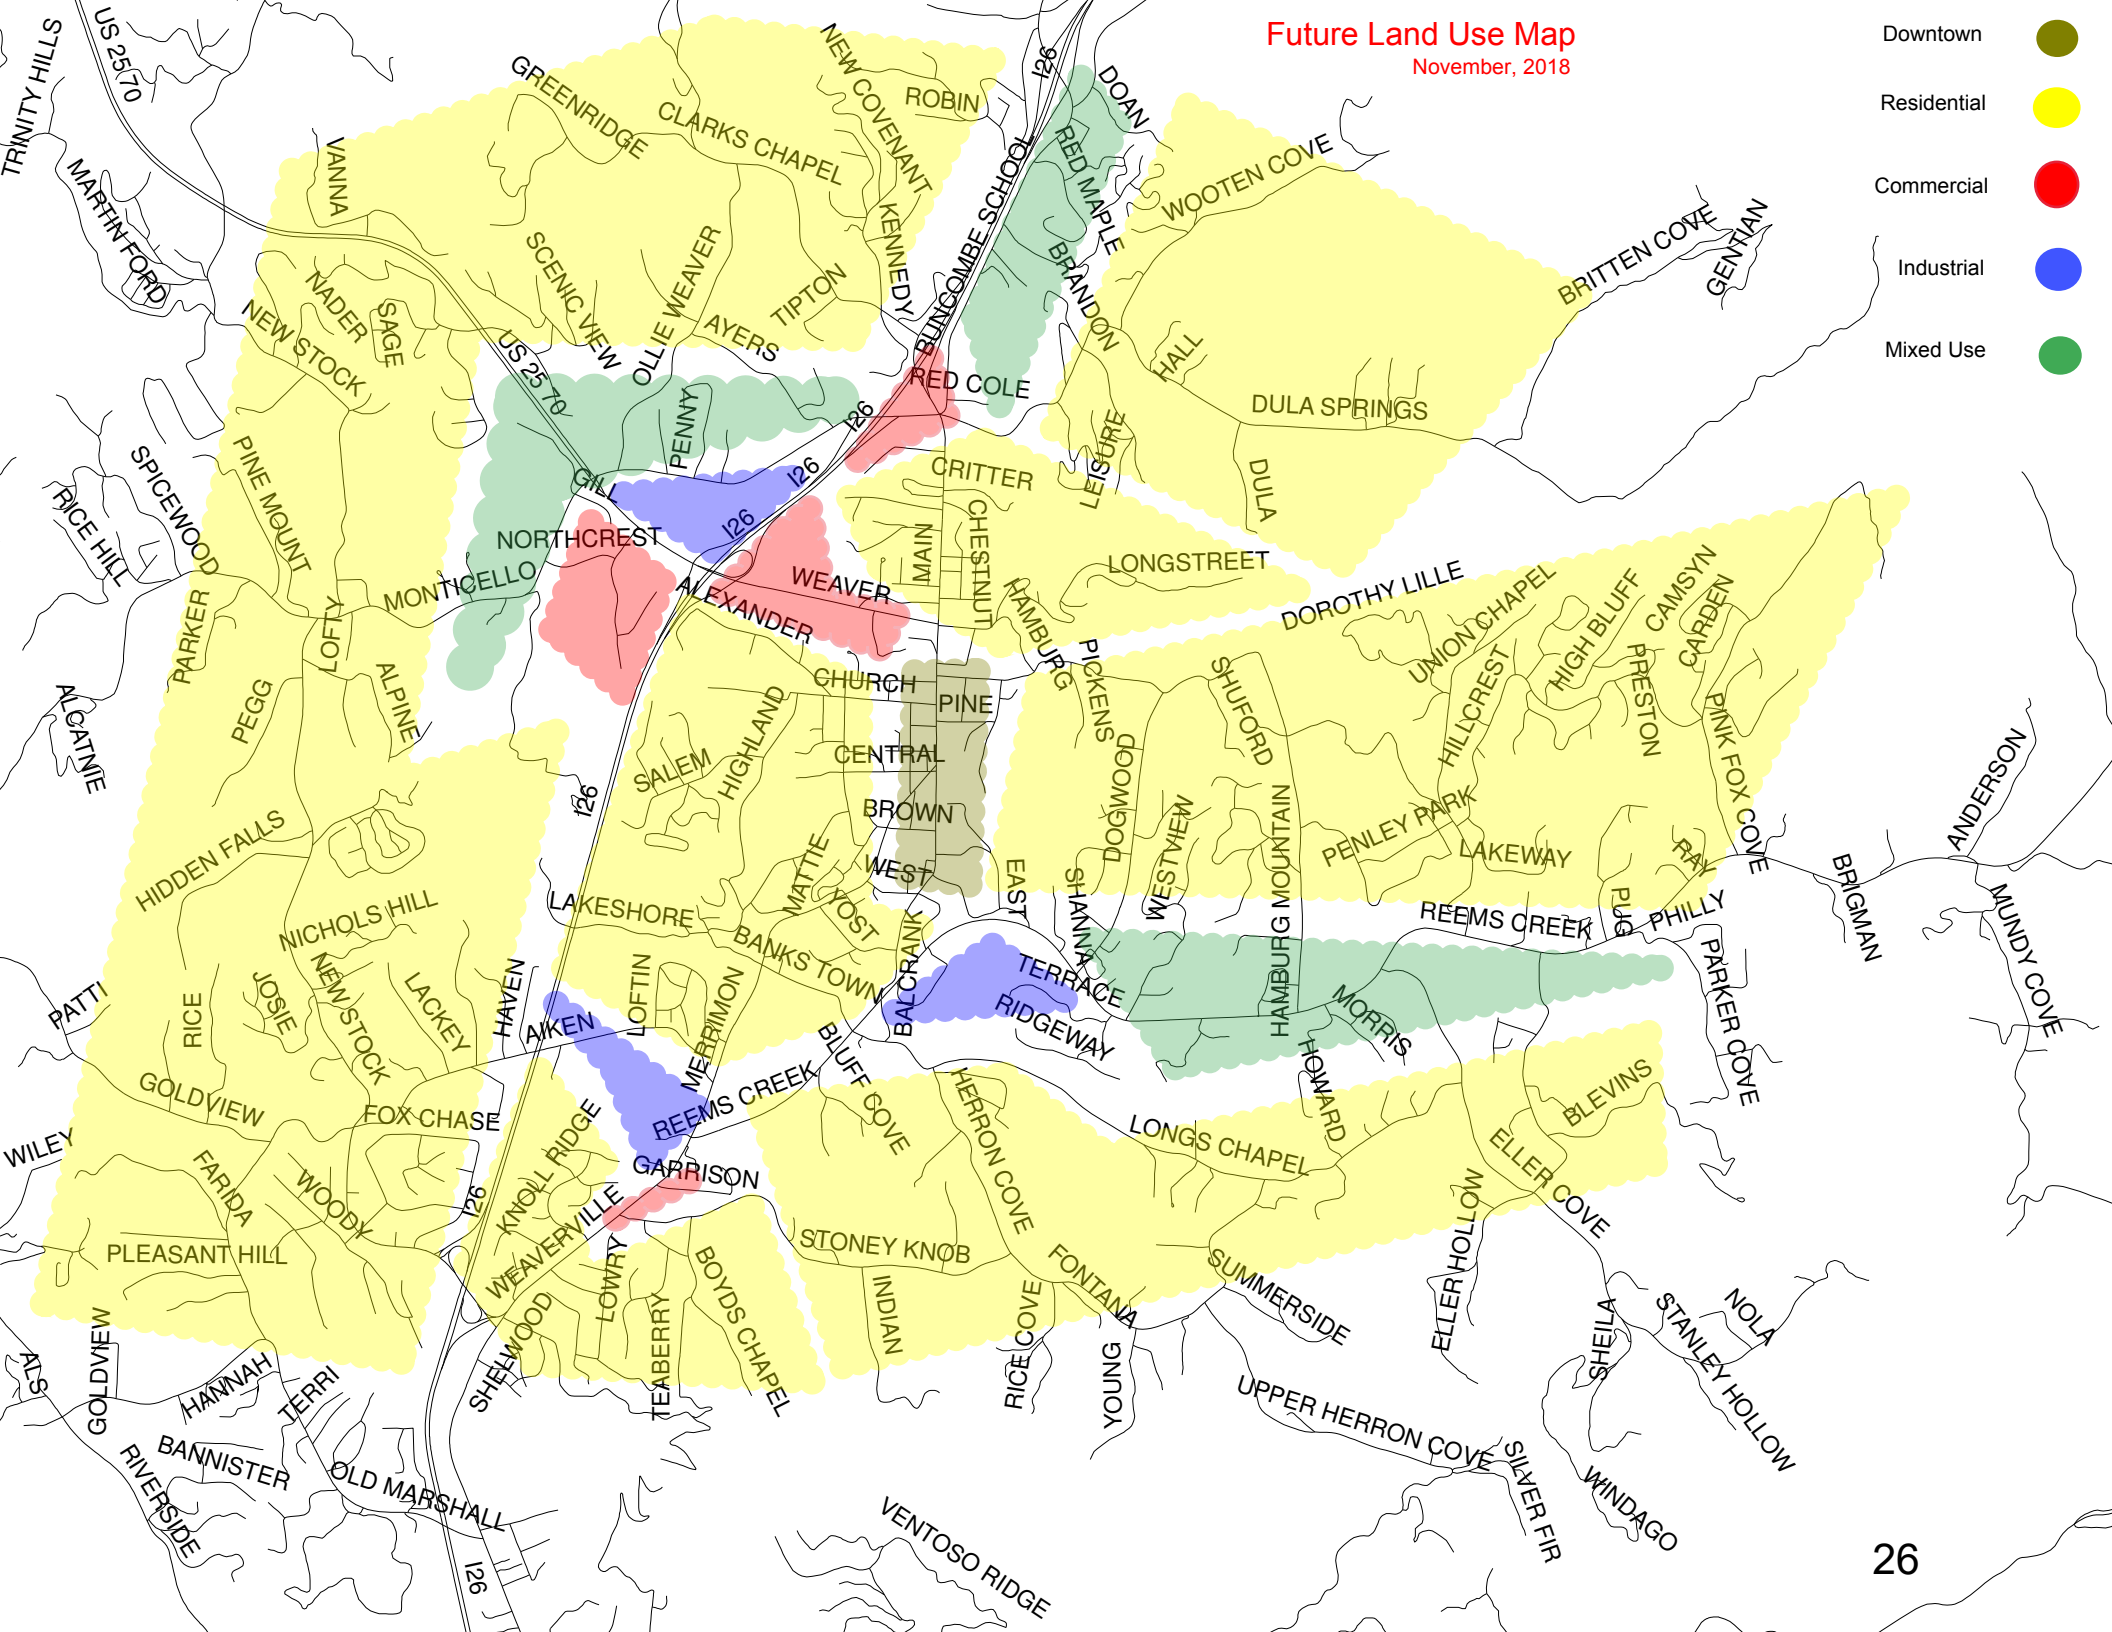 Future Land Use Map
November, 2018
Downtown
Residential
Commercial
Industrial
Mixed Use
US 25/70
TRINITY HILLS
MARTIN FORD
VANNA
GREENRIDGE
CLARKS CHAPEL
NEW COVENANT
ROBIN
I26
DOAN
RED MAPLE
BUNCOMBE SCHOOL
WOOTEN COVE
BRITTEN COVE
GENTIAN
KENNEDY
BRANDON
SCENIC VIEW
OLLIE WEAVER
TIPTON
AYERS
NADER
SAGE
NEW STOCK
US 25 70
HALL
RED COLE
DULA SPRINGS
PENNY
I26
LEISURE
DULA
CRITTER
SPICEWOOD
RICE HILL
PINE MOUNT
GILL
I26
I26
NORTHCREST
MONTICELLO
MAIN
CHESTNUT
LONGSTREET
WEAVER
ALEXANDER
HAMBURG
DOROTHY LILLE
UNION CHAPEL
HIGH BLUFF
CAMSYN
CARDEN
PARKER
LOFTY
ALPINE
PEGG
ALCATNIE
CHURCH
PINE
PICKENS
SHUFORD
HILLCREST
PRESTON
PINK FOX COVE
SALEM
HIGHLAND
CENTRAL
DOGWOOD
I26
BROWN
WESTVIEW
HAMBURG MOUNTAIN
PENLEY PARK
LAKEWAY
RAY
ANDERSON
HIDDEN FALLS
MATTIE
WEST
EAST
SHANNA
PUG
PHILLY
BRIGMAN
MUNDY COVE
NICHOLS HILL
LAKESHORE
YOST
BANKS TOWN
BALCRANK
REEMS CREEK
PARKER COVE
PATTI
RICE
JOSIE
NEWSTOCK
LACKEY
HAVEN
AIKEN
LOFTIN
MERRIMON
TERRACE
RIDGEWAY
MORRIS
HOWARD
BLUFF COVE
REEMS CREEK
GOLDVIEW
FOX CHASE
HERRON COVE
LONGS CHAPEL
BLEVINS
ELLER COVE
WILEY
FARIDA
WOODY
I26
KNOLL RIDGE
GARRISON
WEAVERVILLE
PLEASANT HILL
STONEY KNOB
FONTANA
SUMMERSIDE
ELLER HOLLOW
LOWRY
BOYDS CHAPEL
INDIAN
RICE COVE
YOUNG
SHEILA
STANLEY HOLLOW
NOLA
ALS
GOLDVIEW
HANNAH
TERRI
SHELWOOD
TEABERRY
UPPER HERRON COVE
SILVER FIR
WINDAGO
BANNISTER
RIVERSIDE
OLD MARSHALL
I26
VENTOSO RIDGE
26